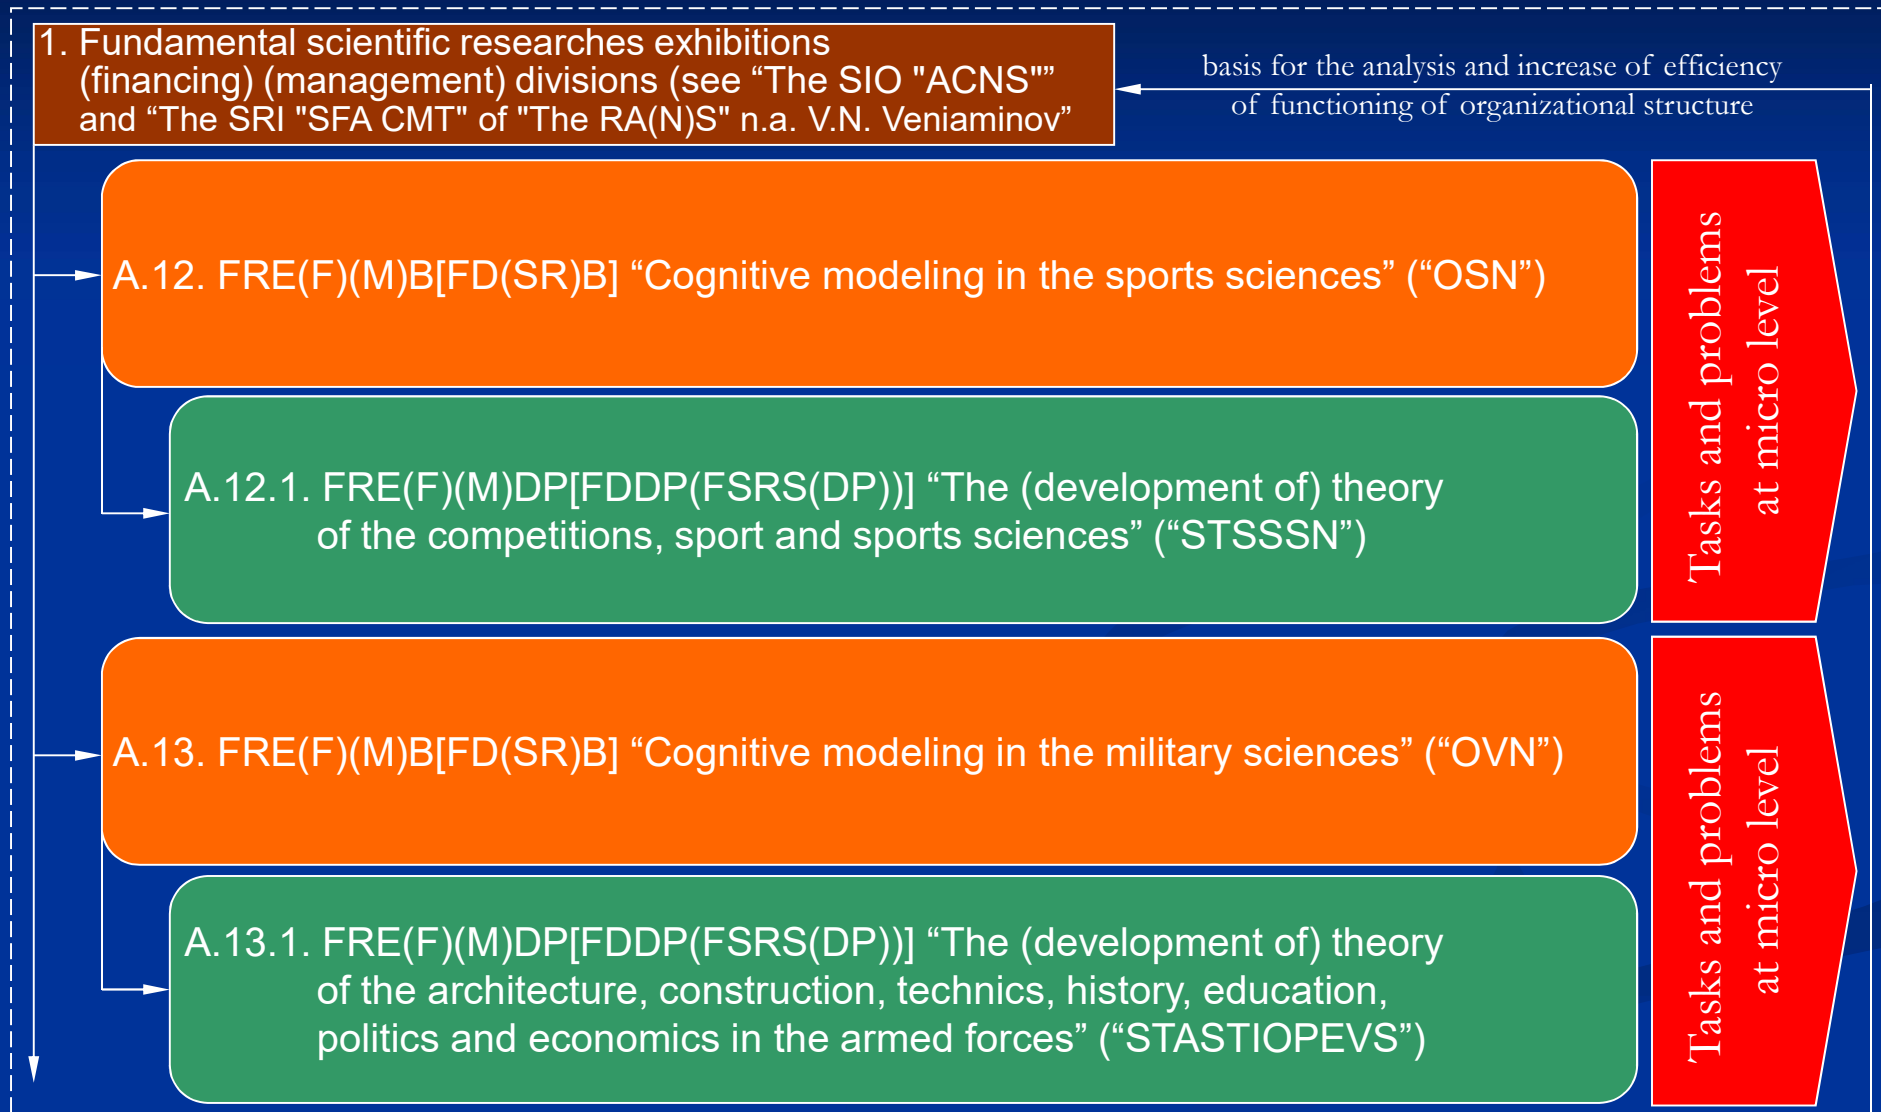 1. Fundamental scientific researches exhibitions
(financing) (management) divisions (see “The SIO "ACNS"”
and “The SRI "SFA CMT" of "The RA(N)S" n.a. V.N. Veniaminov”
basis for the analysis and increase of efficiency
of functioning of organizational structure
A.12. FRE(F)(M)B[FD(SR)B] “Cognitive modeling in the sports sciences” (“OSN”)
A.12.1. FRE(F)(M)DP[FDDP(FSRS(DP))] “The (development of) theory
of the competitions, sport and sports sciences” (“STSSSN”)
Tasks and problems
at micro level
A.13. FRE(F)(M)B[FD(SR)B] “Cognitive modeling in the military sciences” (“OVN”)
A.13.1. FRE(F)(M)DP[FDDP(FSRS(DP))] “The (development of) theory
of the architecture, construction, technics, history, education,
politics and economics in the armed forces” (“STASTIOPEVS”)
Tasks and problems
at micro level